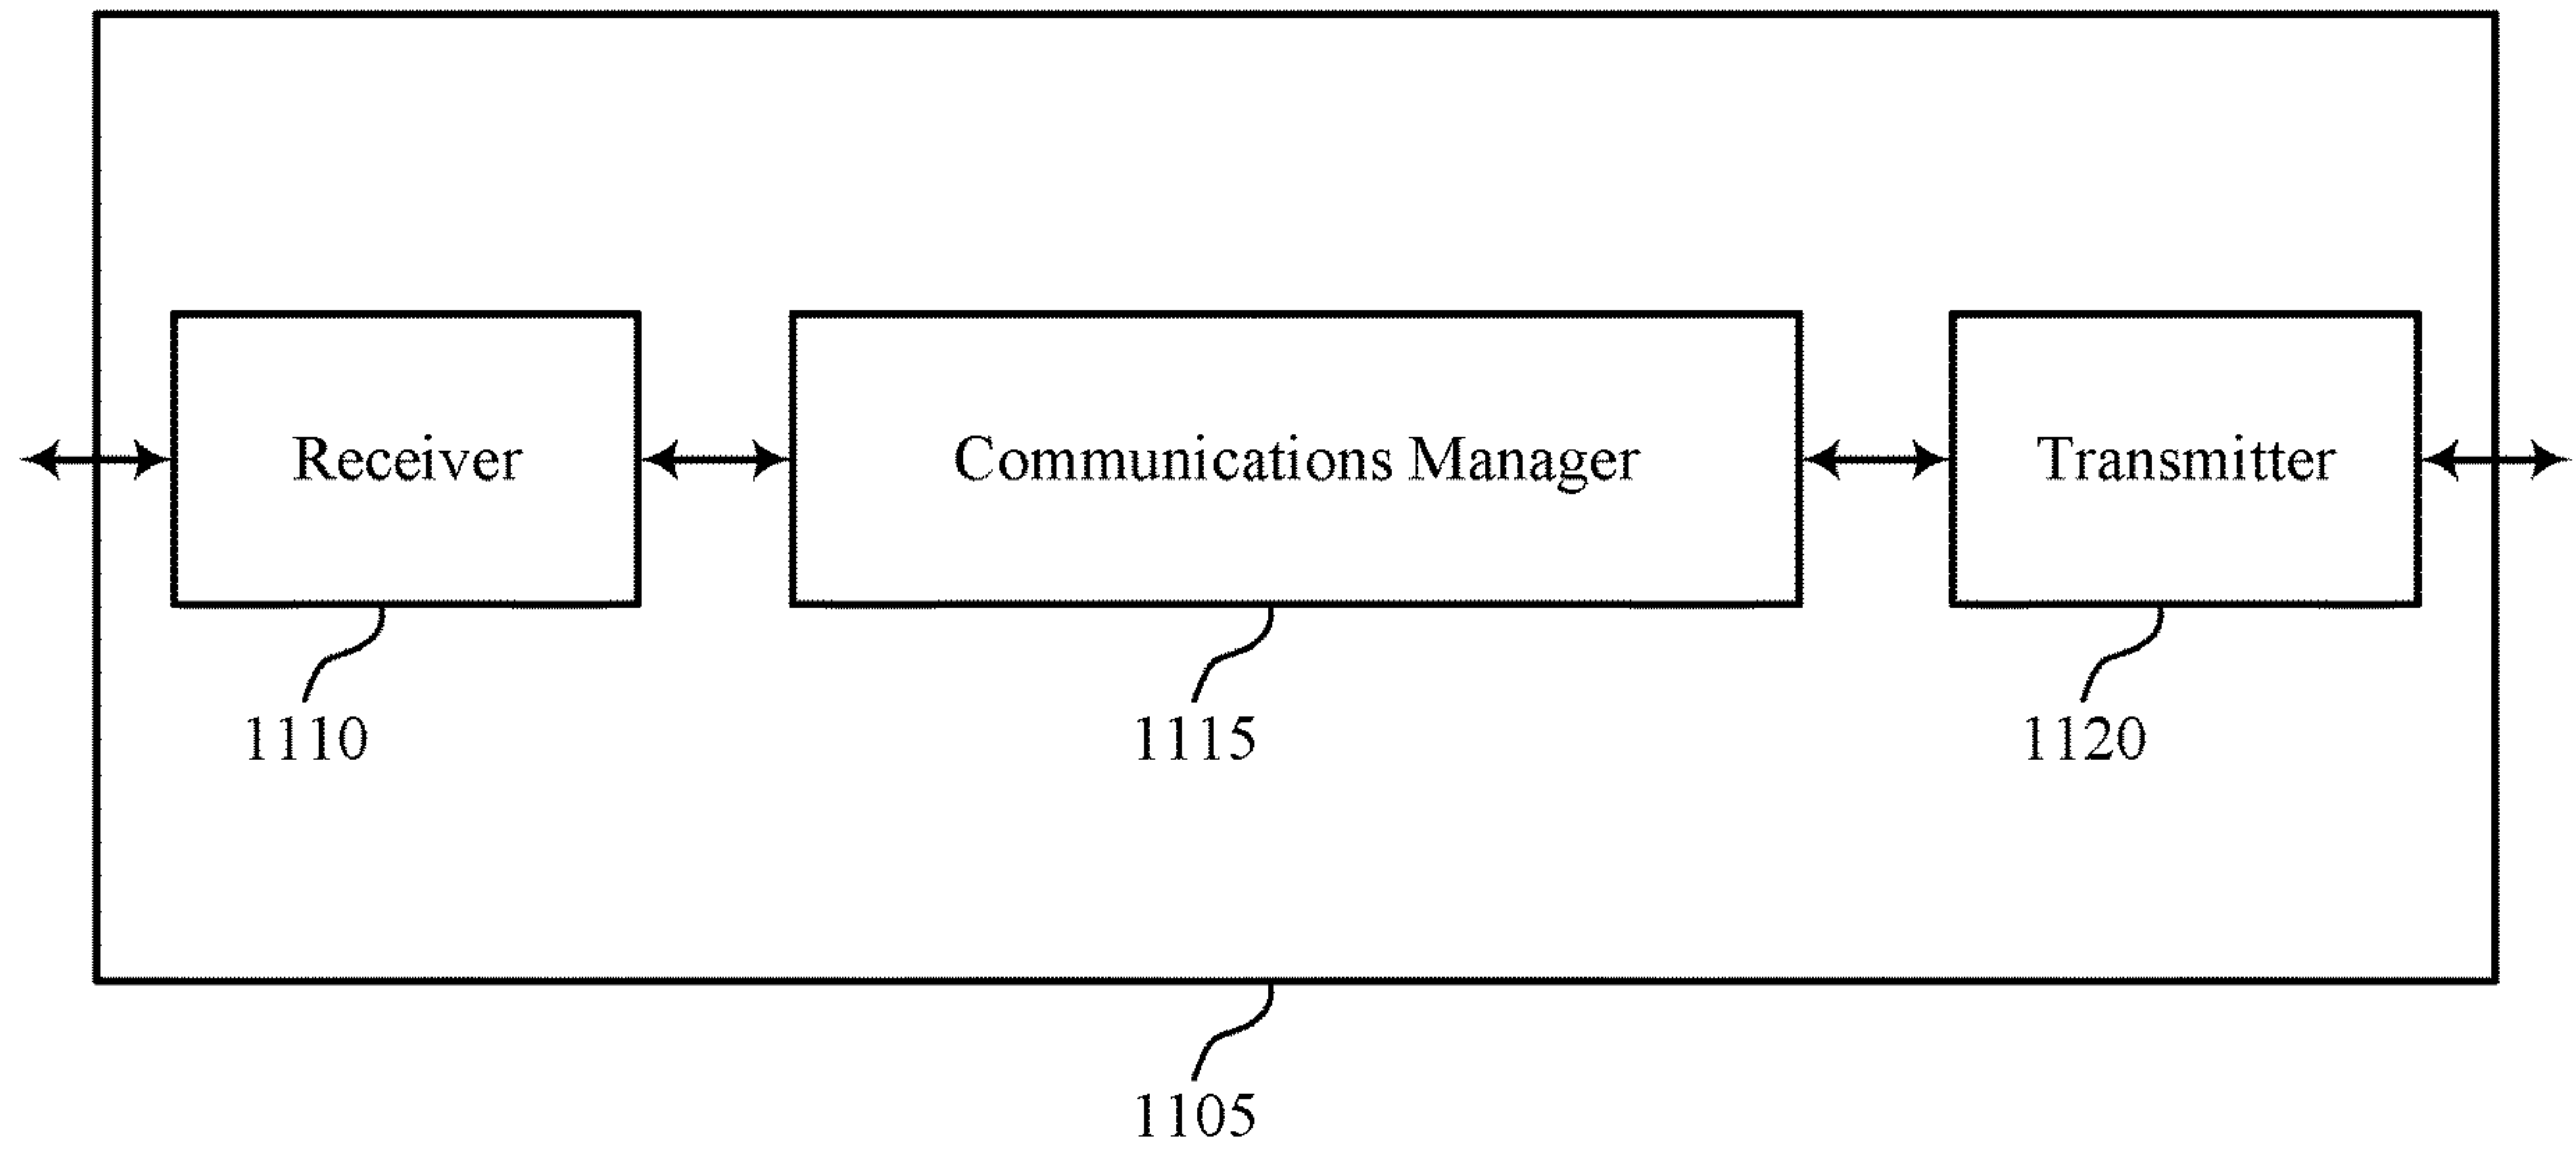 Receiver
Communications Manager
Transmitter
1110
1115
1120
1105